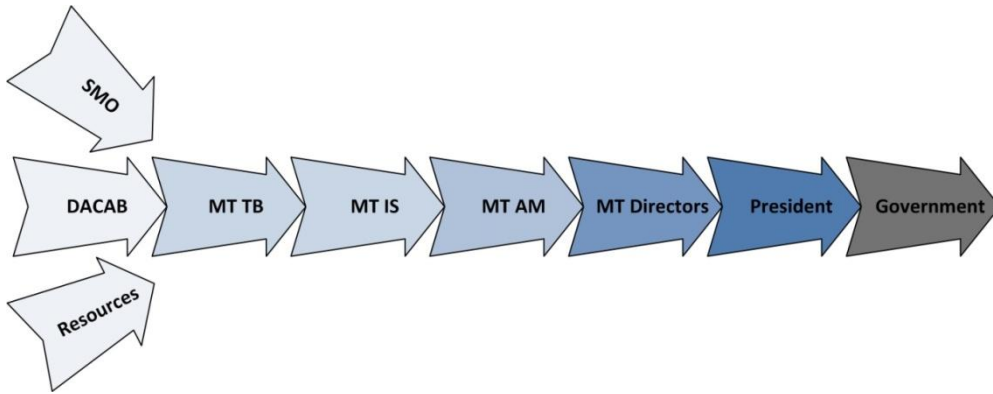 SMO
DACAB
MT TB
MT IS
MT AM
MT Directors
President
Government
Resources